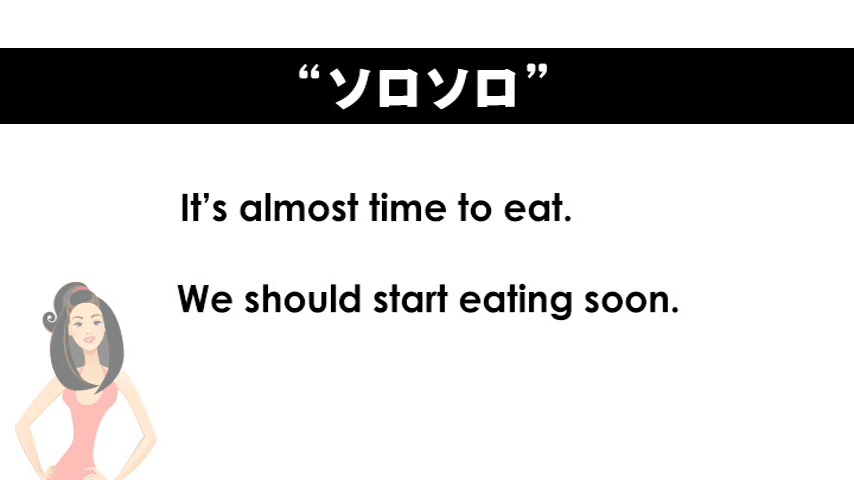 “ソロソロ”
It’s almost time to eat.
We should start eating soon.